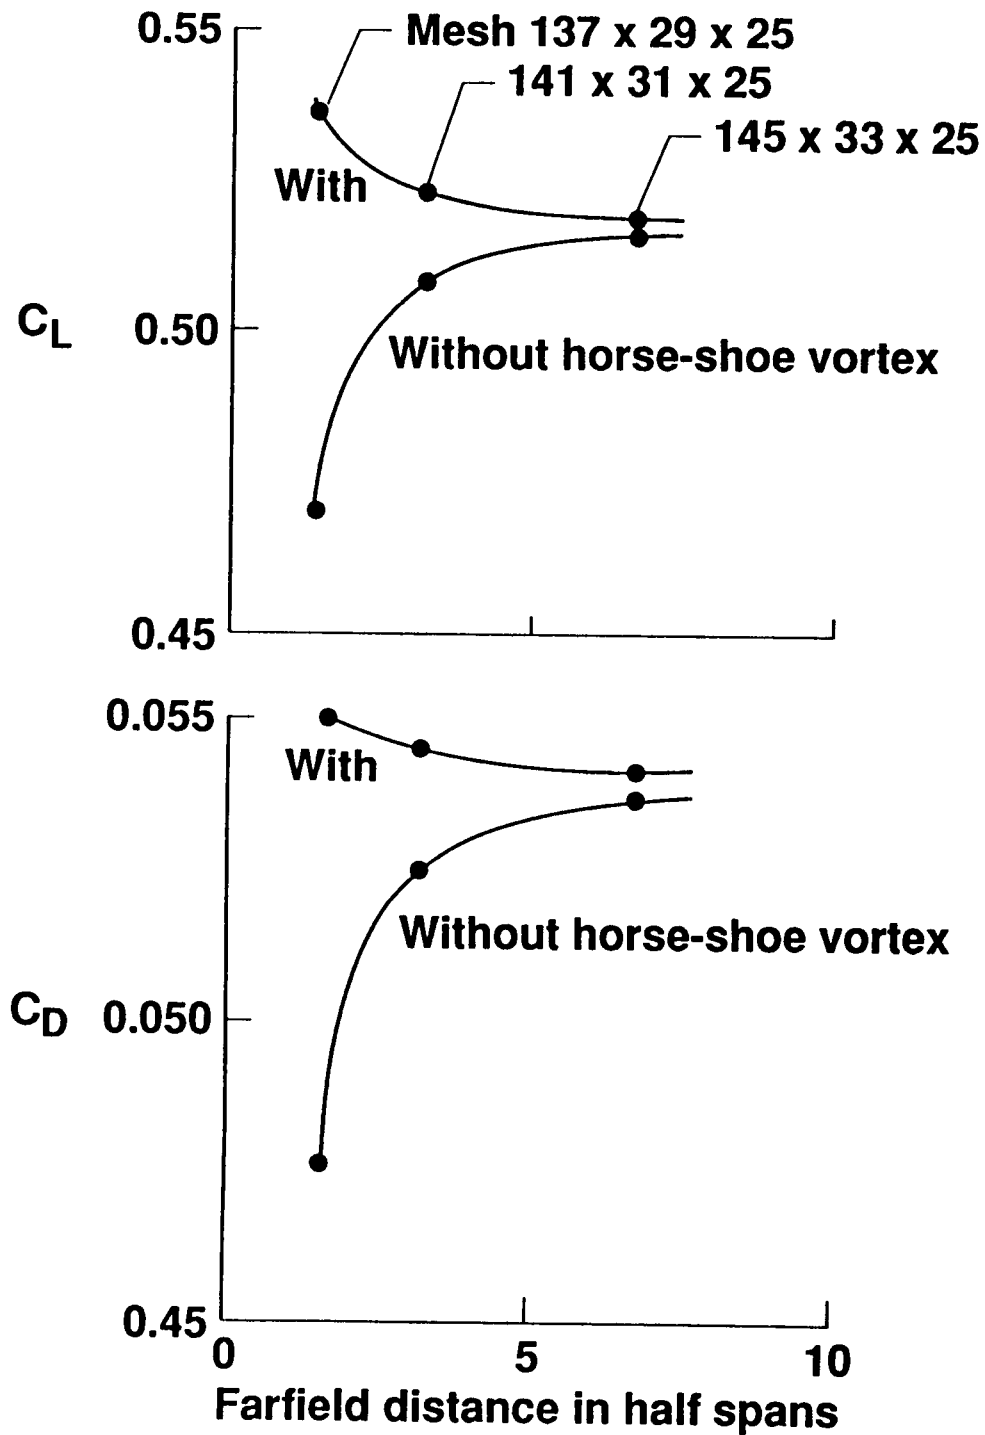 0.55
Mesh 137 x 29 x 25
141 x 31 x 25
145 x 33 x 25
With
CL
0.50
Without horse-shoe vortex
0.45
0.055
With
Without horse-shoe vortex
CD
0.050
0.45
0
5
10
Farfield distance in half spans